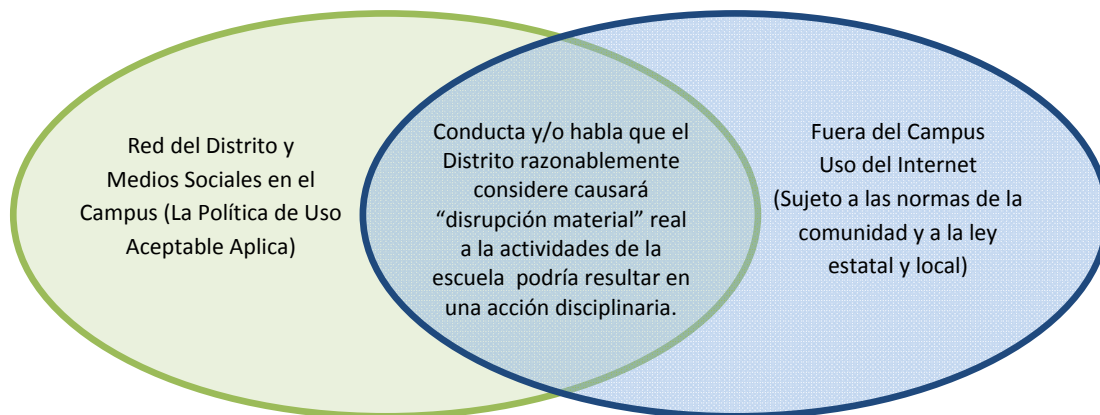 Red del Distrito y
Medios Sociales en el
Campus (La Política de Uso
Aceptable Aplica)
Conducta y/o habla que el
Distrito razonablemente
considere causará
“disrupción material” real
a la actividades de la
escuela podría resultar en
una acción disciplinaria.
Fuera del Campus
Uso del Internet
(Sujeto a las normas de la
comunidad y a la ley
estatal y local)